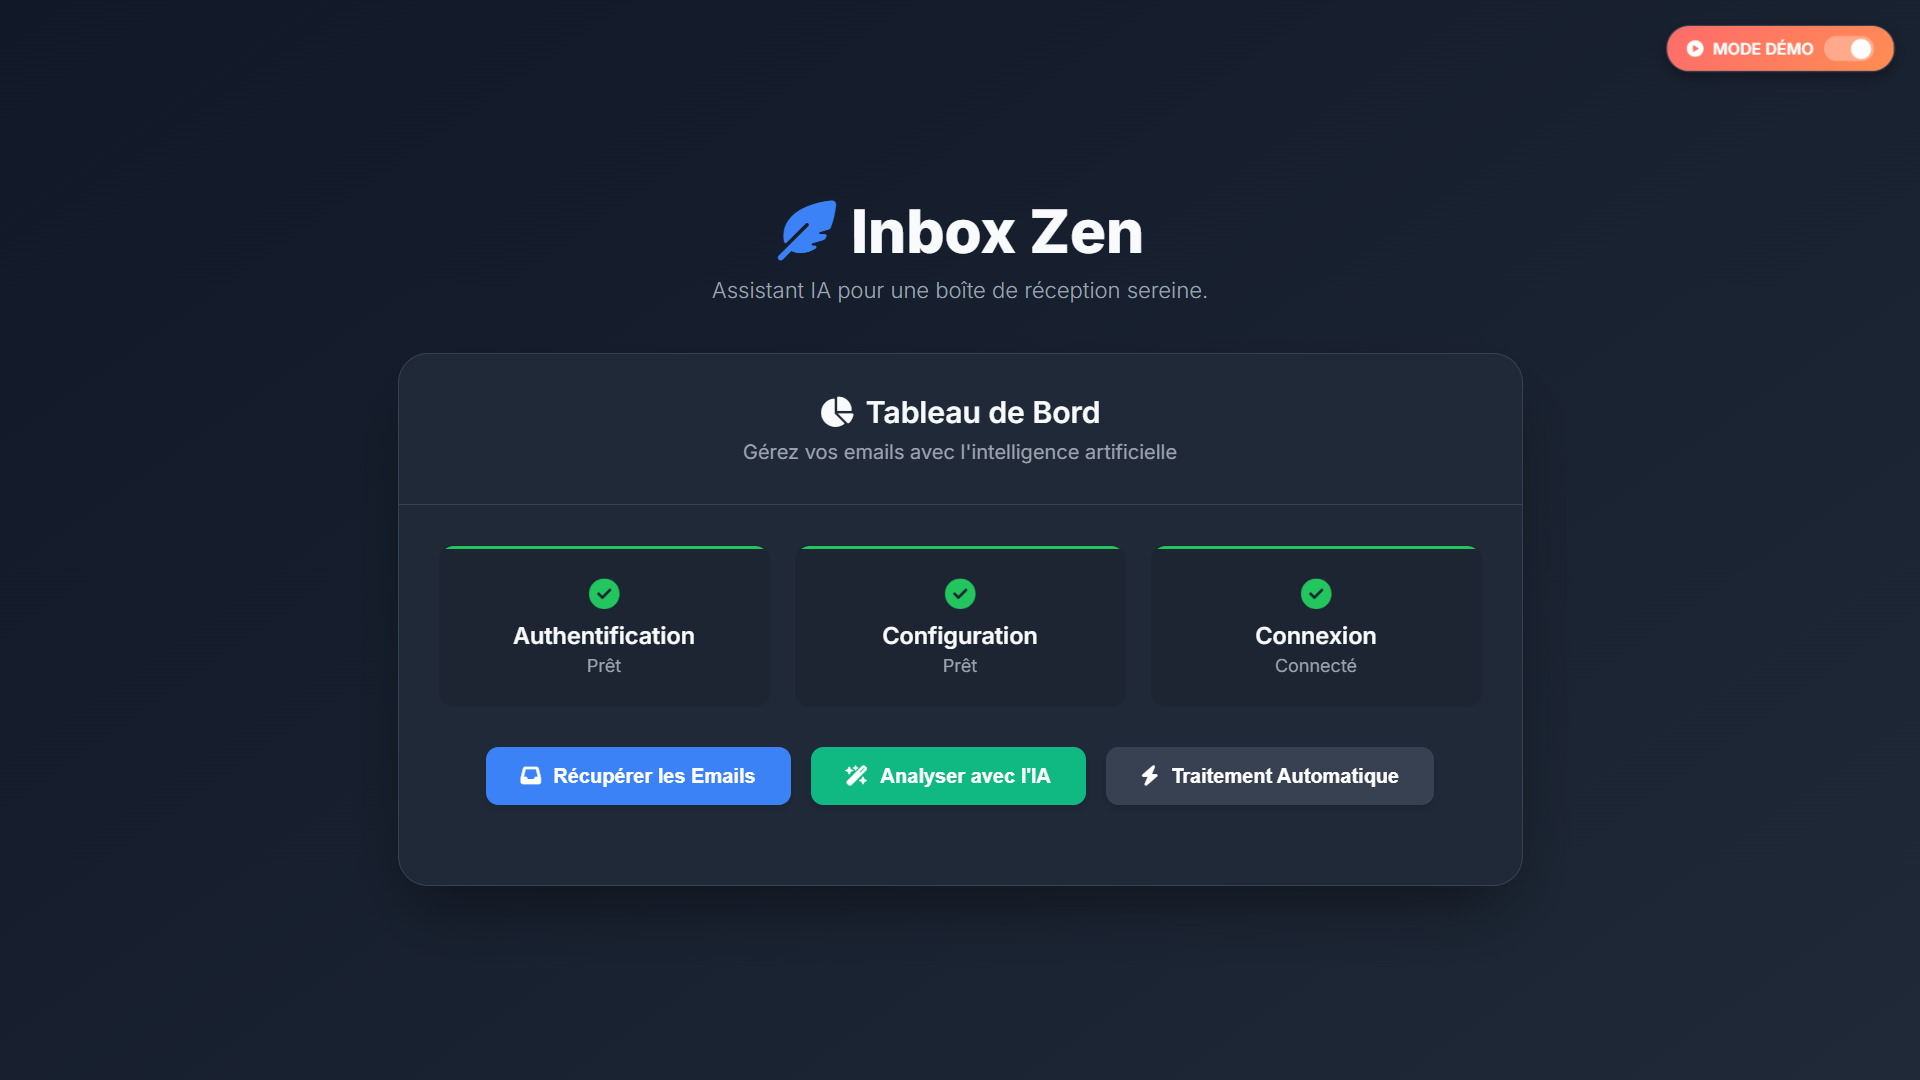 MODE DÉMO
Inbox Zen
Assistant IA pour une boîte de réception sereine.
Tableau de Bord
Gérez vos emails avec l'intelligence artificielle
Authentification
Prêt
Configuration
Prêt
Connexion
Connecté
Récupérer les Emails
Analyser avec l'IA
Traitement Automatique